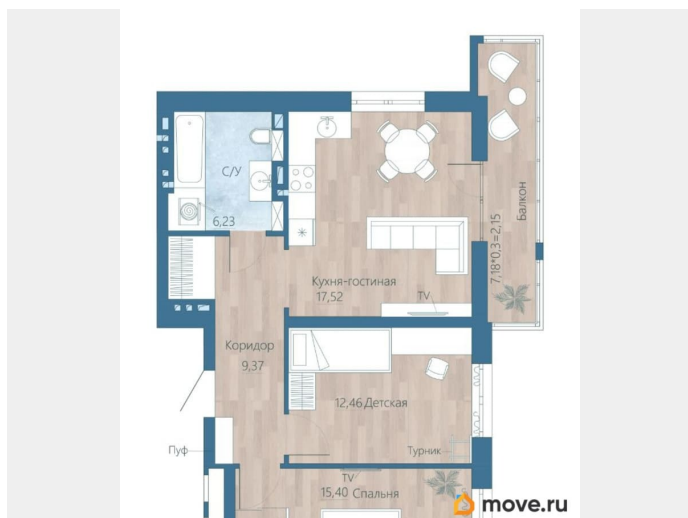 С/У
6,23
Кухня-гостиная
17,52
TV
7,18*0,3=2,15
Балкон
Коридор
9,37
12,46 Детская
Пуф
Турник
TV
15,40 Спальня
move.ru